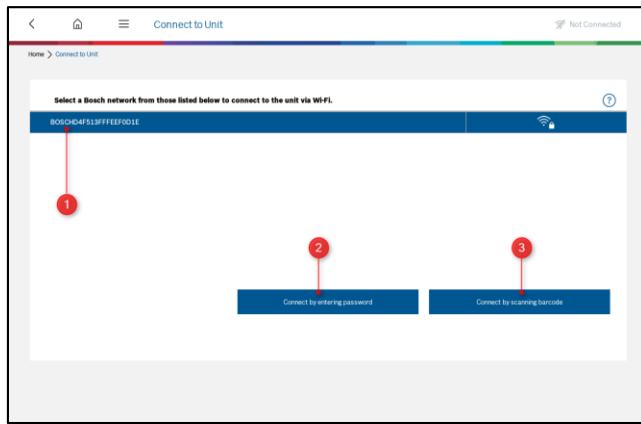 Connect to Unit
Not Connected
Home > Connect to Unit
Select a Bosch network from those listed below to connect to the unit via Wi-Fi.
?
BOSCHD4F513FFFEEF0D1E
1
2
3
Connect by entering password
Connect by scanning barcode